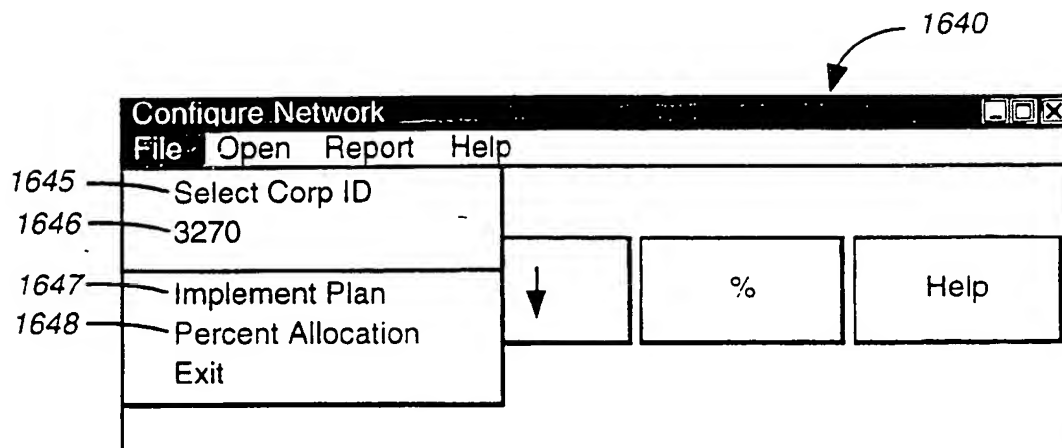 1640
Configure Network
File Open Report Help
1645 Select Corp ID
1646 3270
1647 Implement Plan
1648 Percent Allocation
Exit
% Help